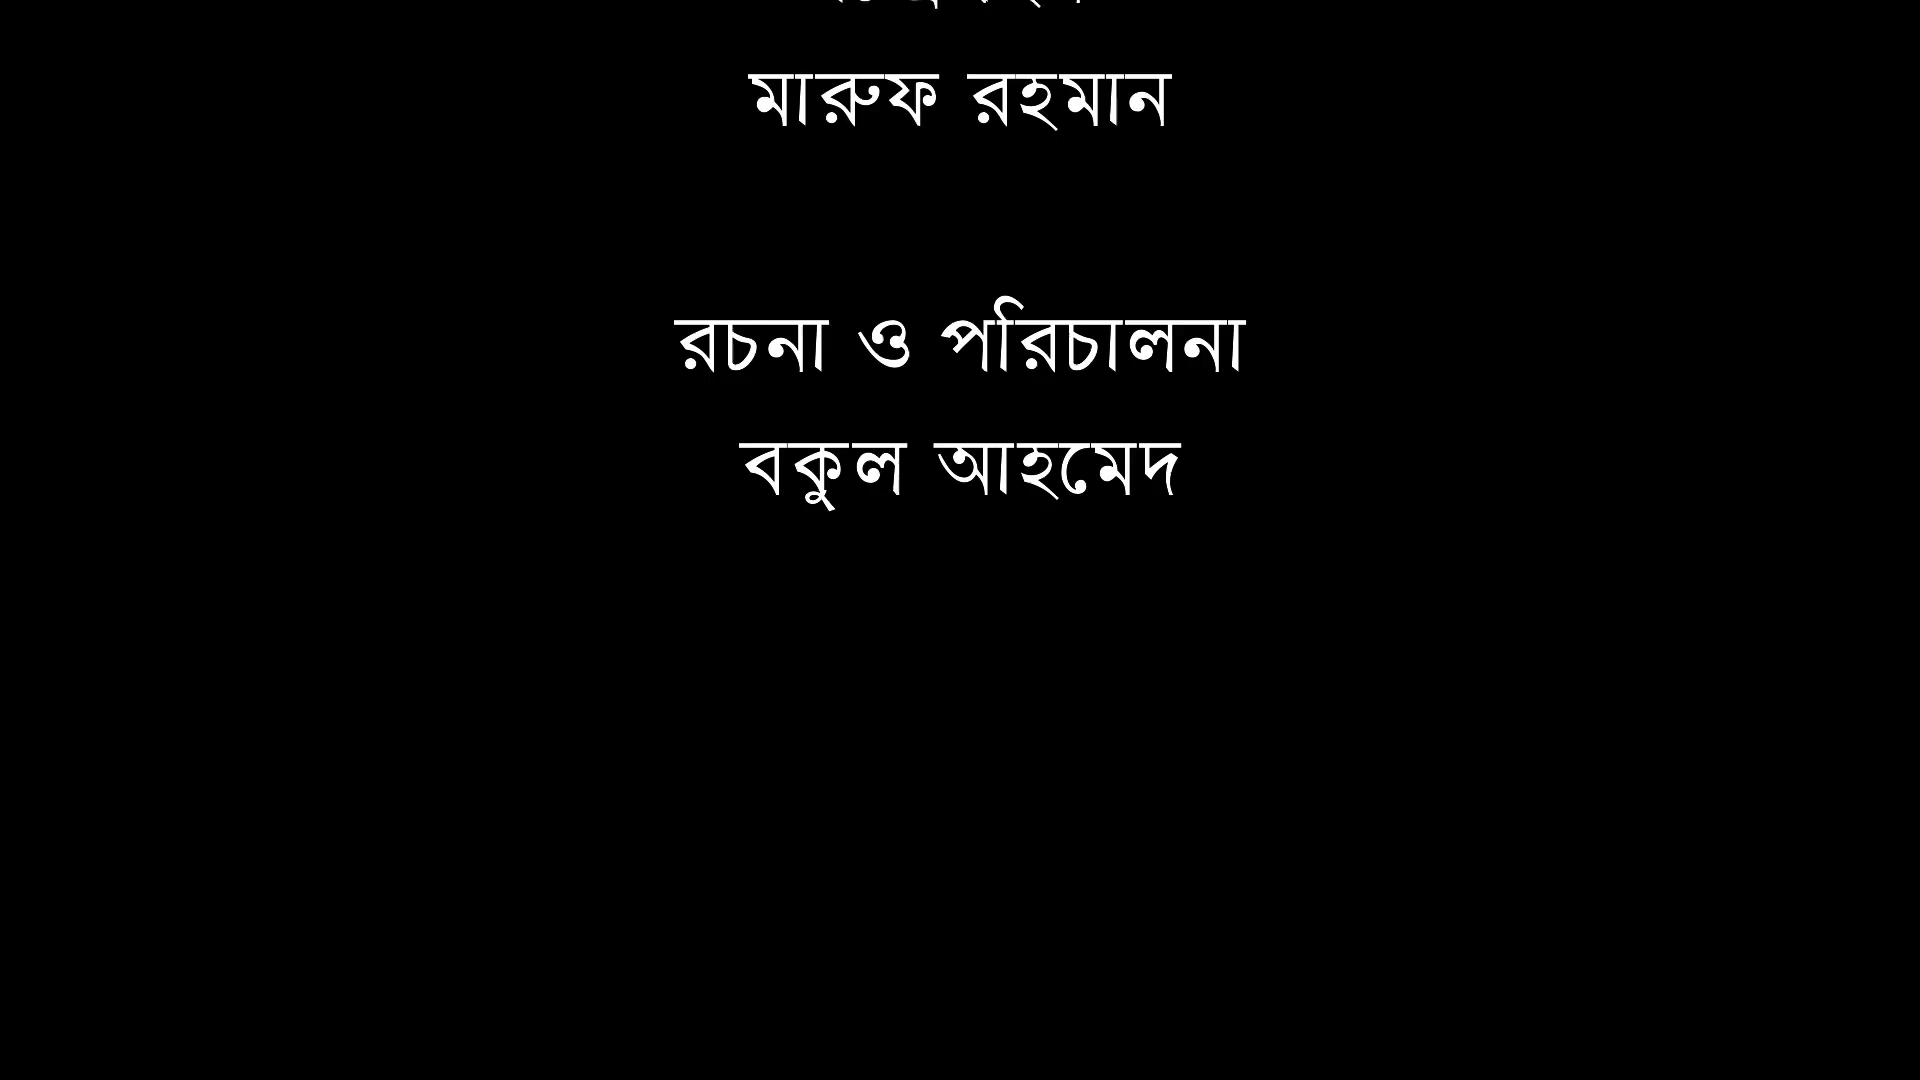 মারুফ রহমান
রচনা ও পরিচালনা
বকুল আহমেদ